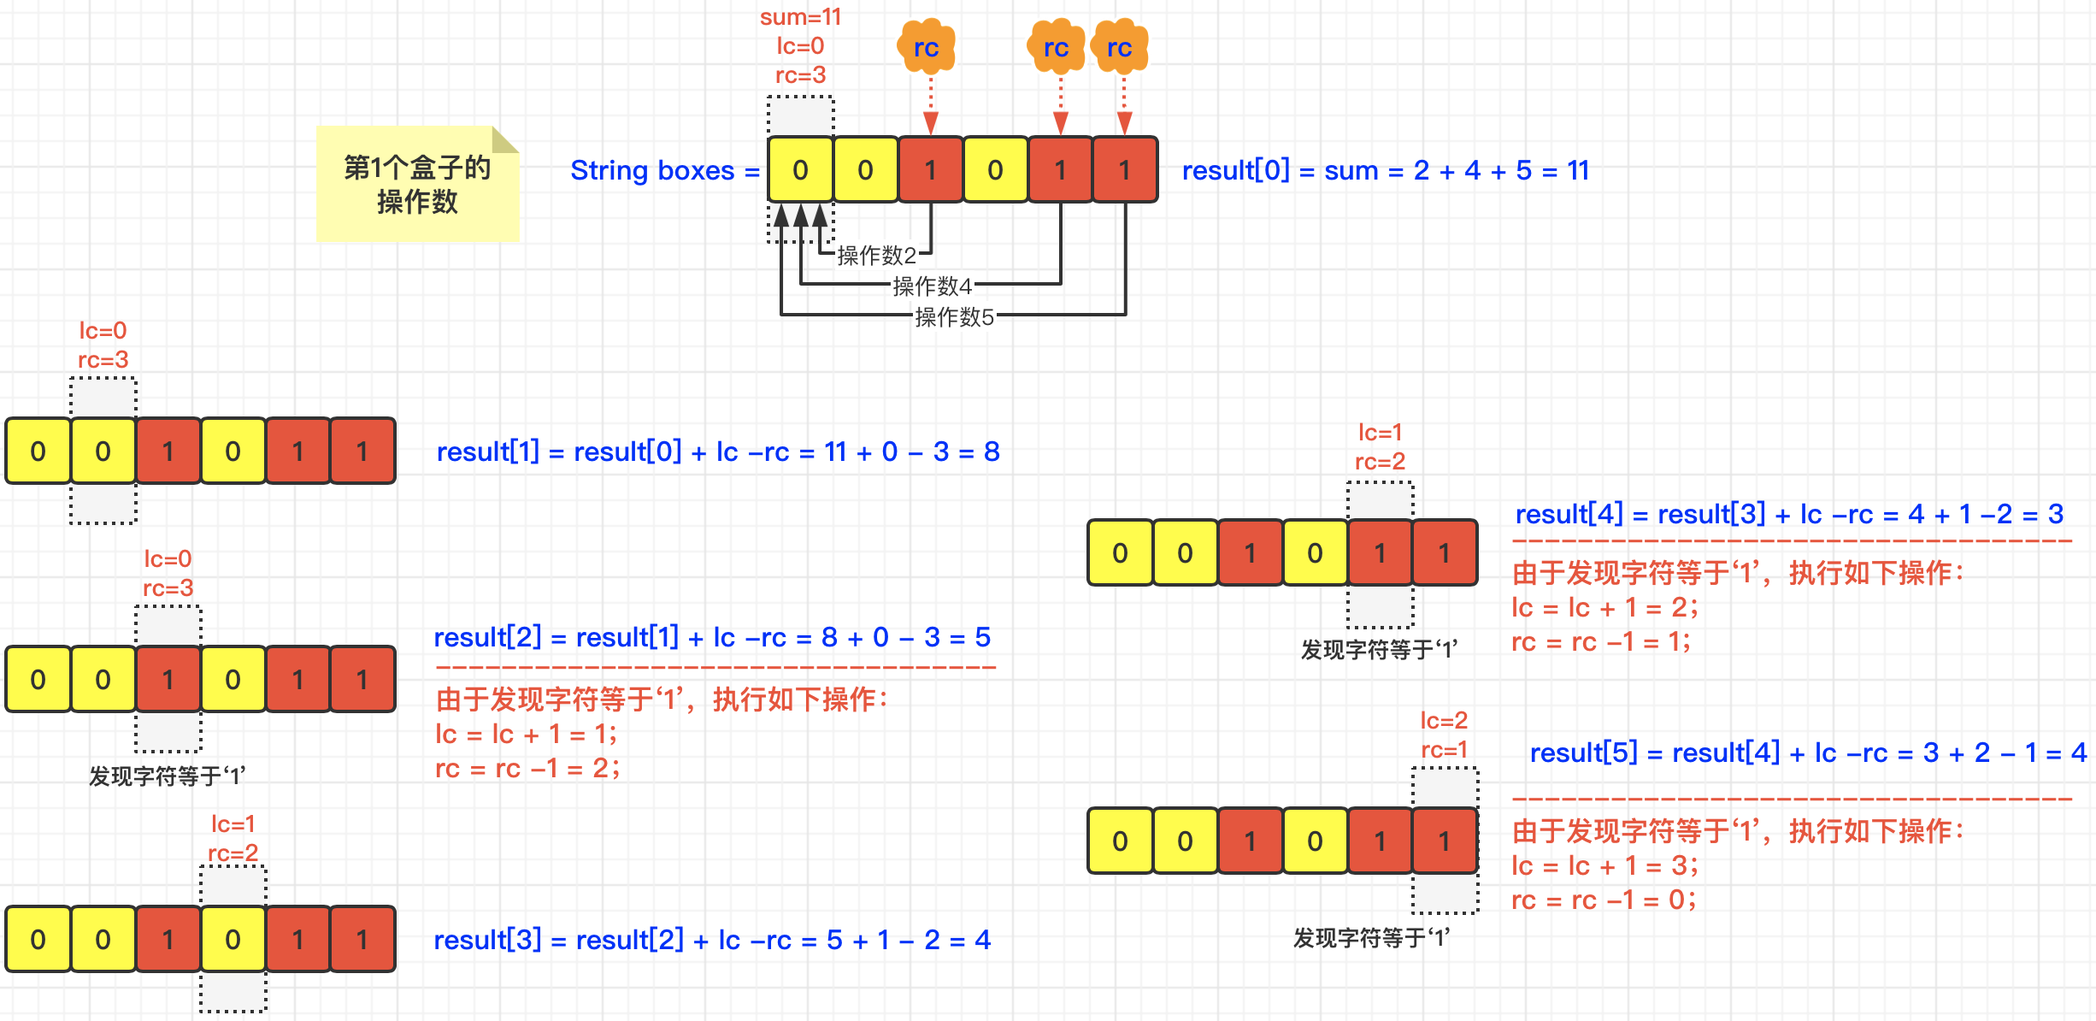 sum=11
lc=0
rc=3
rc
rc
rc
第1个盒子的
操作数
String boxes =
0 0 1 0 1 1
result[0] = sum = 2 + 4 + 5 = 11
操作数2
操作数4
操作数5
lc=0
rc=3
0 0 1 0 1 1
result[1] = result[0] + lc -rc = 11 + 0 - 3 = 8
lc=0
rc=3
0 0 1 0 1 1
发现字符等于‘1’
result[2] = result[1] + lc -rc = 8 + 0 - 3 = 5
----------------------------------
由于发现字符等于‘1’，执行如下操作：
lc = lc + 1 = 1；
rc = rc -1 = 2；
lc=1
rc=2
0 0 1 0 1 1
result[3] = result[2] + lc -rc = 5 + 1 - 2 = 4
lc=1
rc=2
0 0 1 0 1 1
发现字符等于‘1’
result[4] = result[3] + lc -rc = 4 + 1 -2 = 3
----------------------------------
由于发现字符等于‘1’，执行如下操作：
lc = lc + 1 = 2；
rc = rc -1 = 1；
lc=2
rc=1
0 0 1 0 1 1
发现字符等于‘1’
result[5] = result[4] + lc -rc = 3 + 2 - 1 = 4
----------------------------------
由于发现字符等于‘1’，执行如下操作：
lc = lc + 1 = 3；
rc = rc -1 = 0；